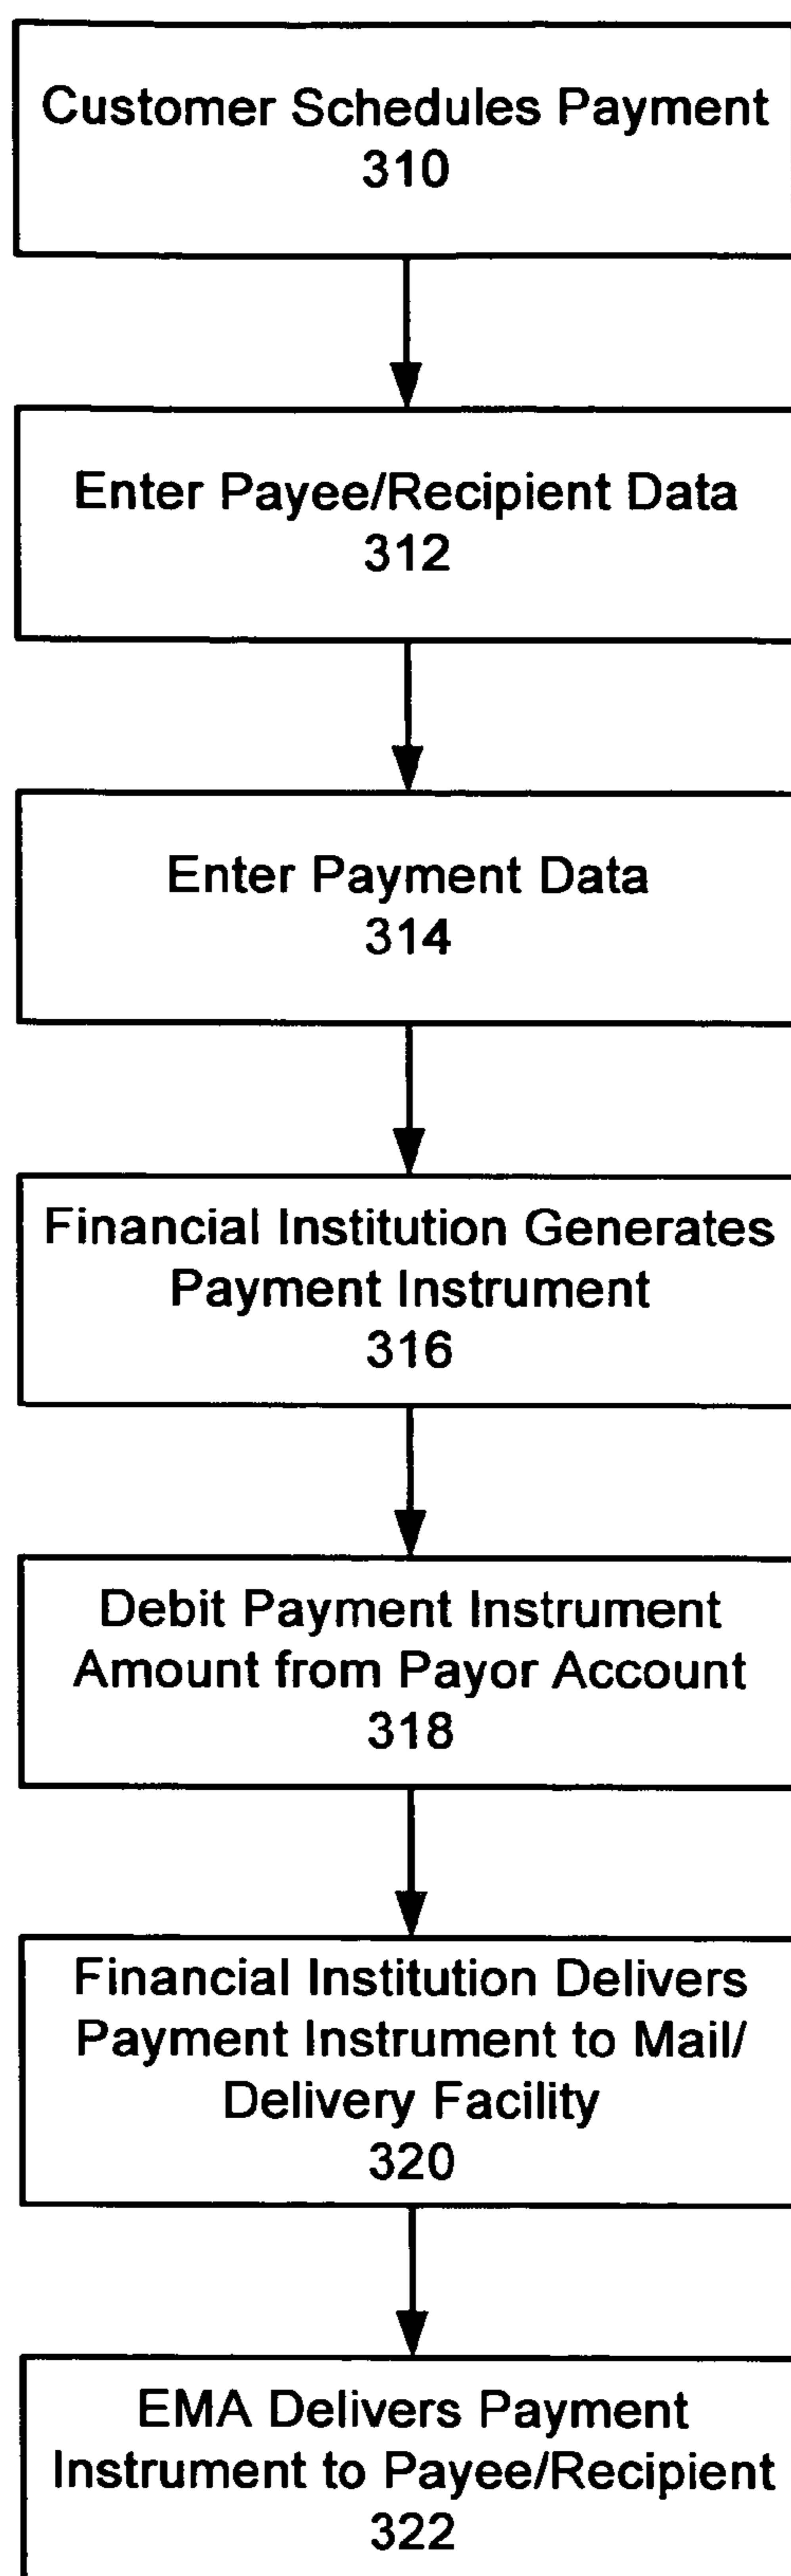 Customer Schedules Payment
310
Enter Payee/Recipient Data
312
Enter Payment Data
314
Financial Institution Generates
Payment Instrument
316
Debit Payment Instrument
Amount from Payor Account
318
Financial Institution Delivers
Payment Instrument to Mail/
Delivery Facility
320
EMA Delivers Payment
Instrument to Payee/Recipient
322